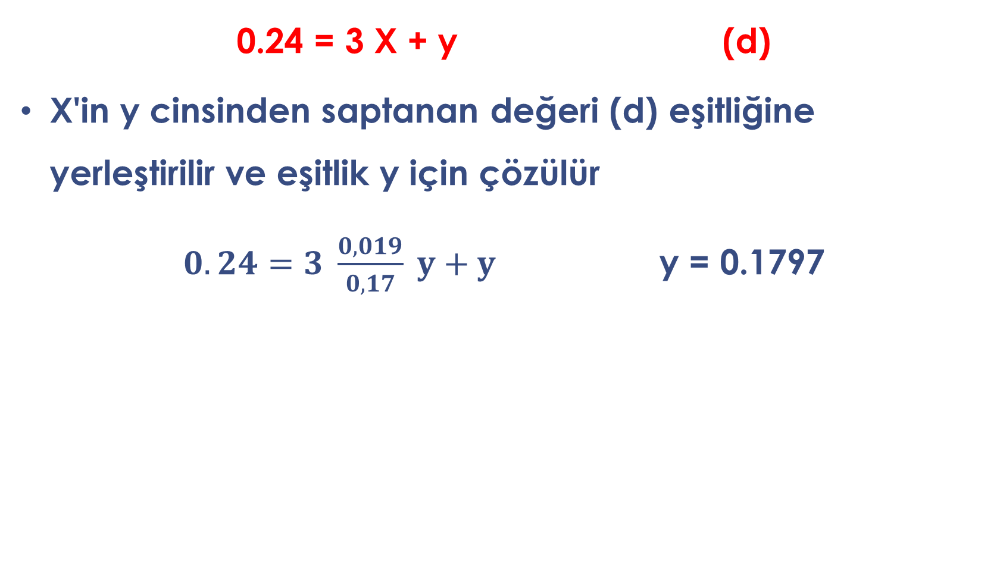 0.24 = 3 X + y (d)
• X'in y cinsinden saptanan değeri (d) eşitliğine
yerleştirilir ve eşitlik y için çözülür
0.24 = 3 0,019/0,17 y + y y = 0.1797